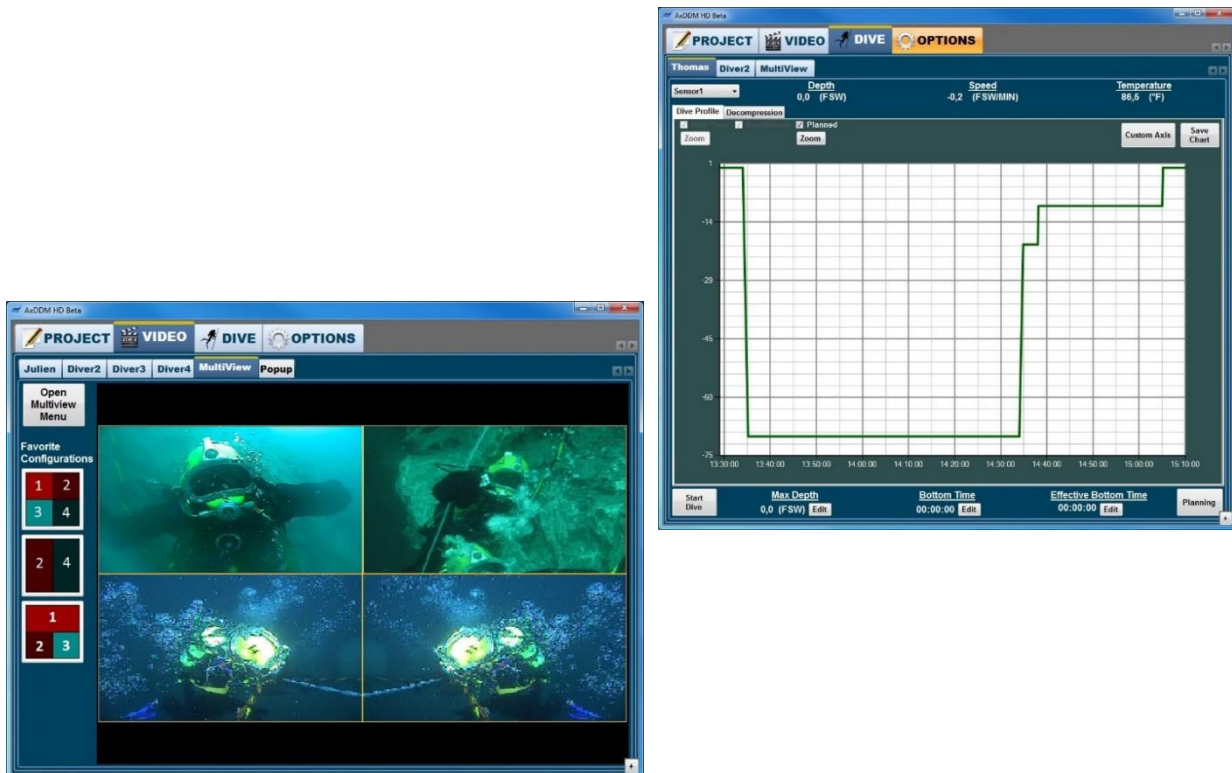 AxDDM HD Beta
PROJECT VIDEO DIVE OPTIONS
Thomas Diver2 MultiView
Sensor1 Depth Speed Temperature
0,0 (FSW) -0,2 (FSW/MIN) 86,5 (°F)
Dive Profile Decompression
Planned
Zoom Zoom Custom Axis Save Chart
1
-14
-29
-45
-60
-75
13:30:00 13:40:00 13:50:00 14:00:00 14:10:00 14:20:00 14:30:00 14:40:00 14:50:00 15:00:00 15:10:00
Start Dive Max Depth Bottom Time Effective Bottom Time Planning
0,0 (FSW) Edit 00:00:00 Edit 00:00:00 Edit
AxDDM HD Beta
PROJECT VIDEO DIVE OPTIONS
Julien Diver2 Diver3 Diver4 MultiView Popup
Open
Multiview
Menu
Favorite
Configurations
1 2
3 4
2 4
1
2 3